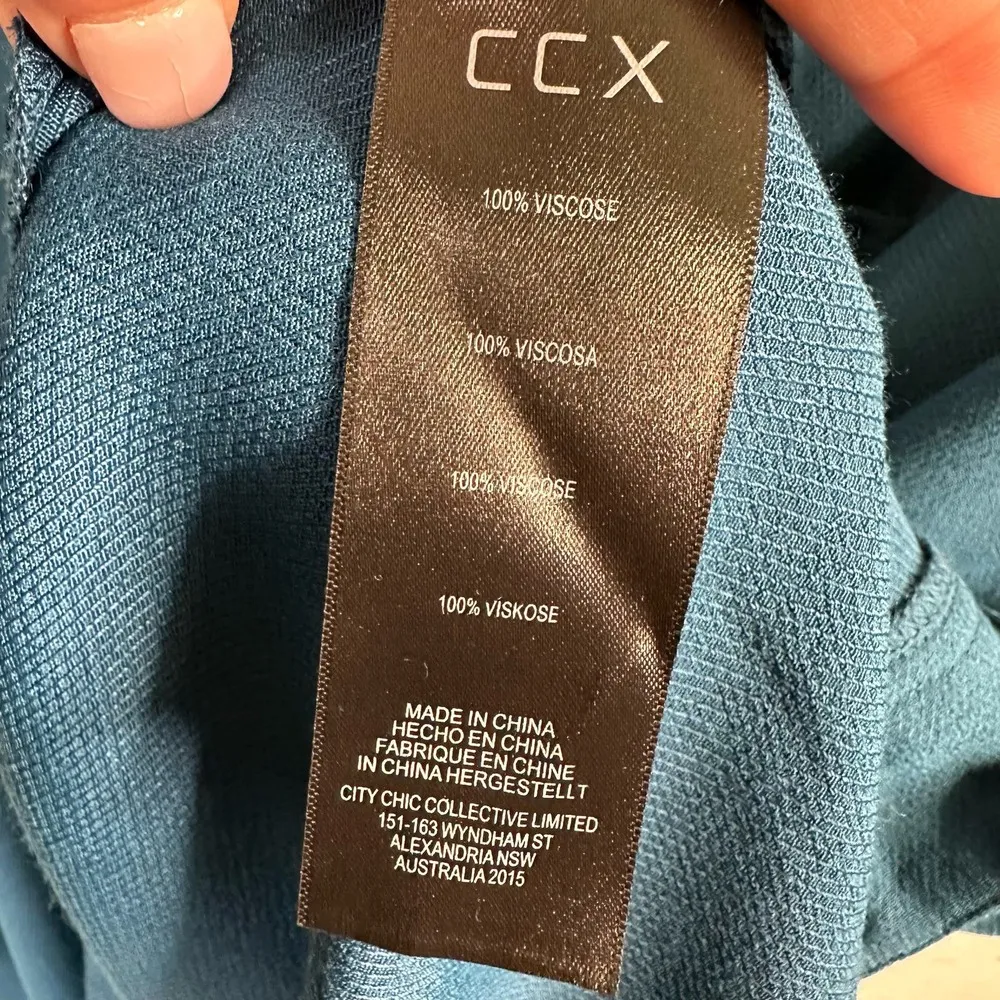 CCX
100% VISCOSE
100% VISCOSA
100% VISCOSE
100% VISKOSE
MADE IN CHINA
HECHO EN CHINA
FABRIQUE EN CHINE
IN CHINA HERGESTELLT
CITY CHIC COLLECTIVE LIMITED
151-163 WYNDHAM ST
ALEXANDRIA NSW
AUSTRALIA 2015